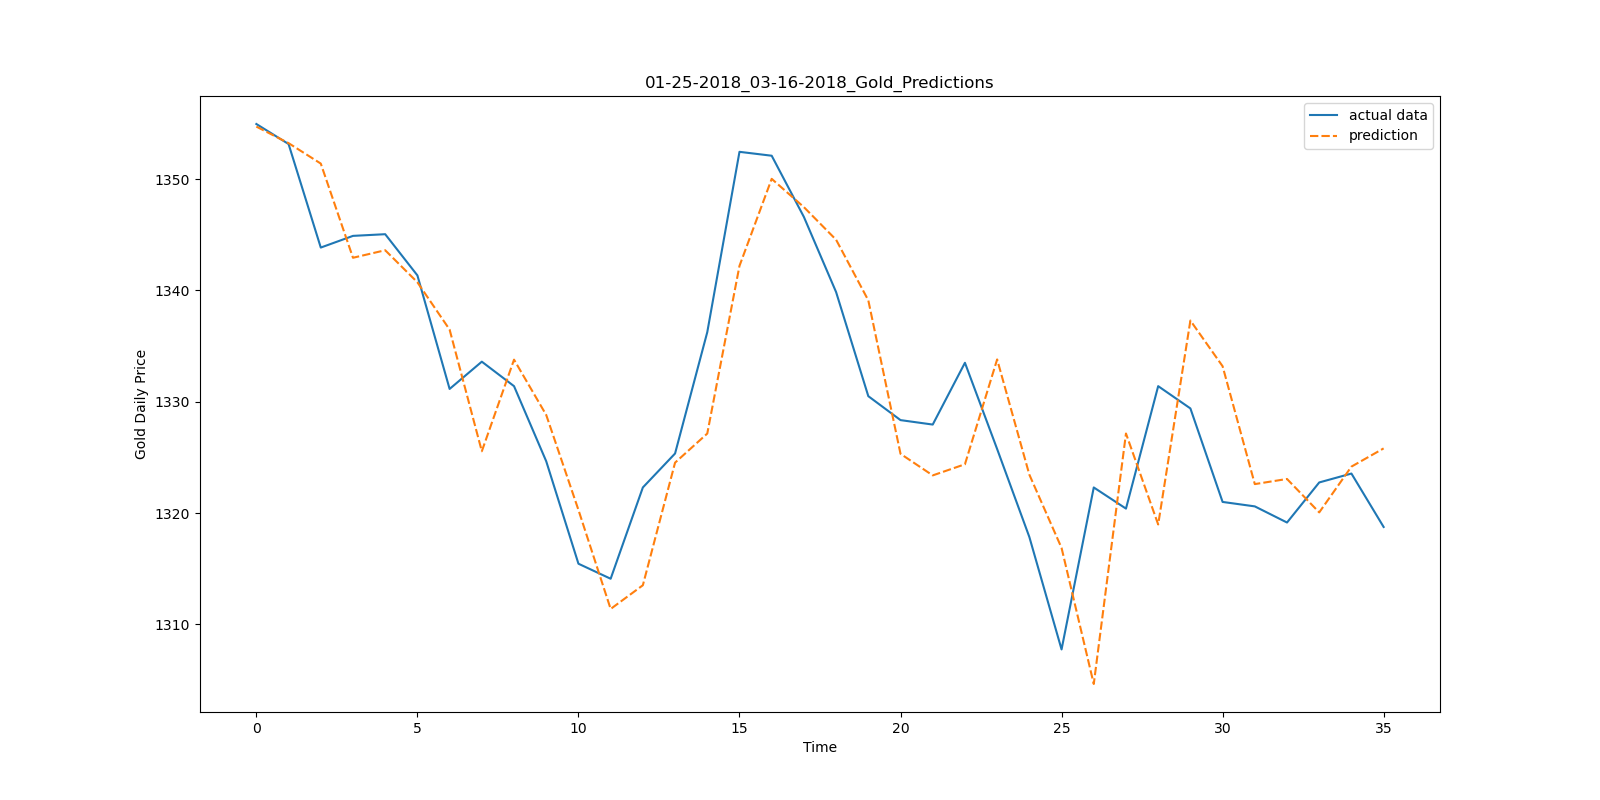 01-25-2018_03-16-2018_Gold_Predictions
actual data
prediction
Gold Daily Price
1350
1340
1330
1320
1310
0 5 10 15 20 25 30 35
Time